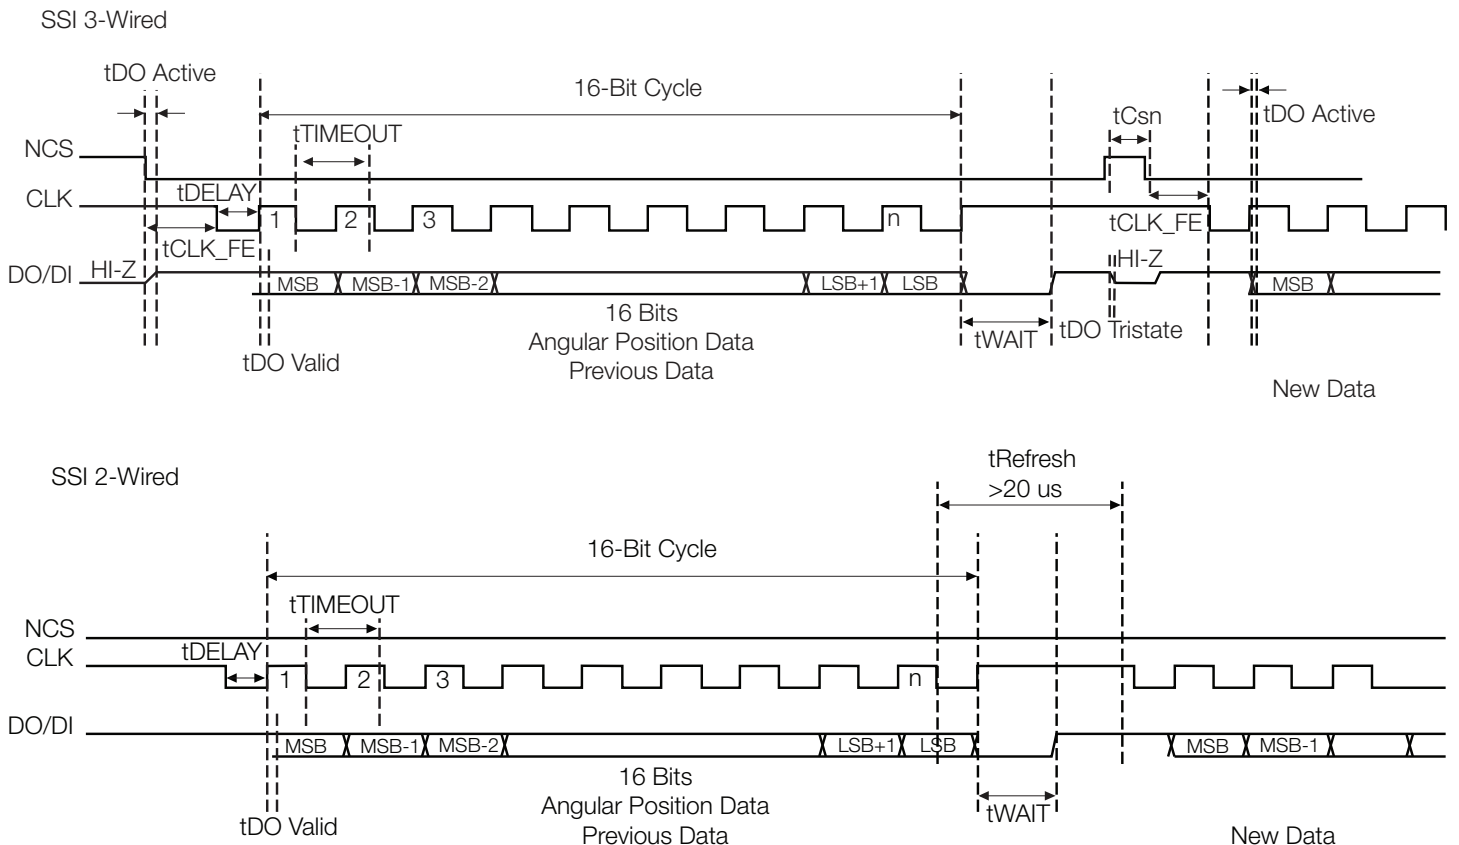 SSI 3-Wired
tDO Active
16-Bit Cycle
tCsn
tDO Active
tTIMEOUT
NCS
tDELAY
CLK
1
2
3
n
tCLK_FE
tCLK_FE
DO/DI
HI-Z
HI-Z
MSB
MSB-1
MSB-2
LSB+1
LSB
MSB
16 Bits
Angular Position Data
Previous Data
tWAIT
tDO Tristate
tDO Valid
New Data
SSI 2-Wired
tRefresh
>20 us
16-Bit Cycle
tTIMEOUT
NCS
tDELAY
CLK
1
2
3
n
DO/DI
MSB
MSB-1
MSB-2
LSB+1
LSB
MSB
MSB-1
16 Bits
Angular Position Data
Previous Data
tWAIT
tDO Valid
New Data